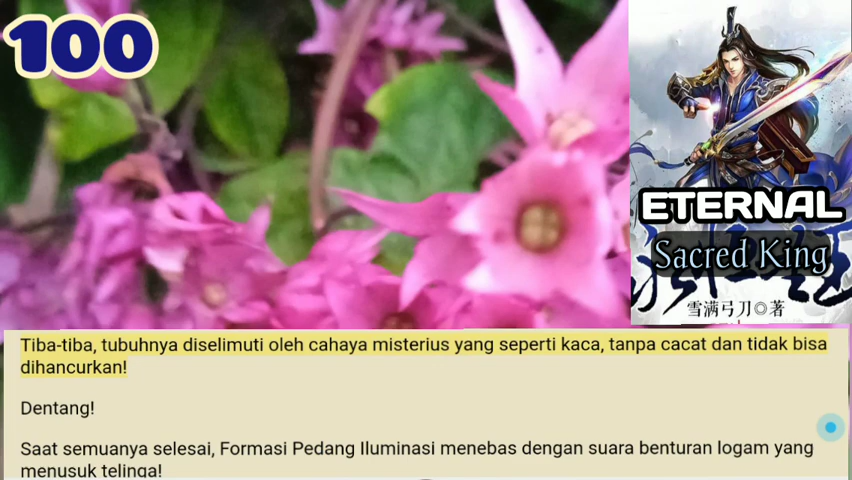 100
ETERNAL
Sacred King
雪满弓刀◎著
Tiba-tiba, tubuhnya diselimuti oleh cahaya misterius yang seperti kaca, tanpa cacat dan tidak bisa
dihancurkan!
Dentang!
Saat semuanya selesai, Formasi Pedang Iluminasi menebas dengan suara benturan logam yang
menusuk telinga!